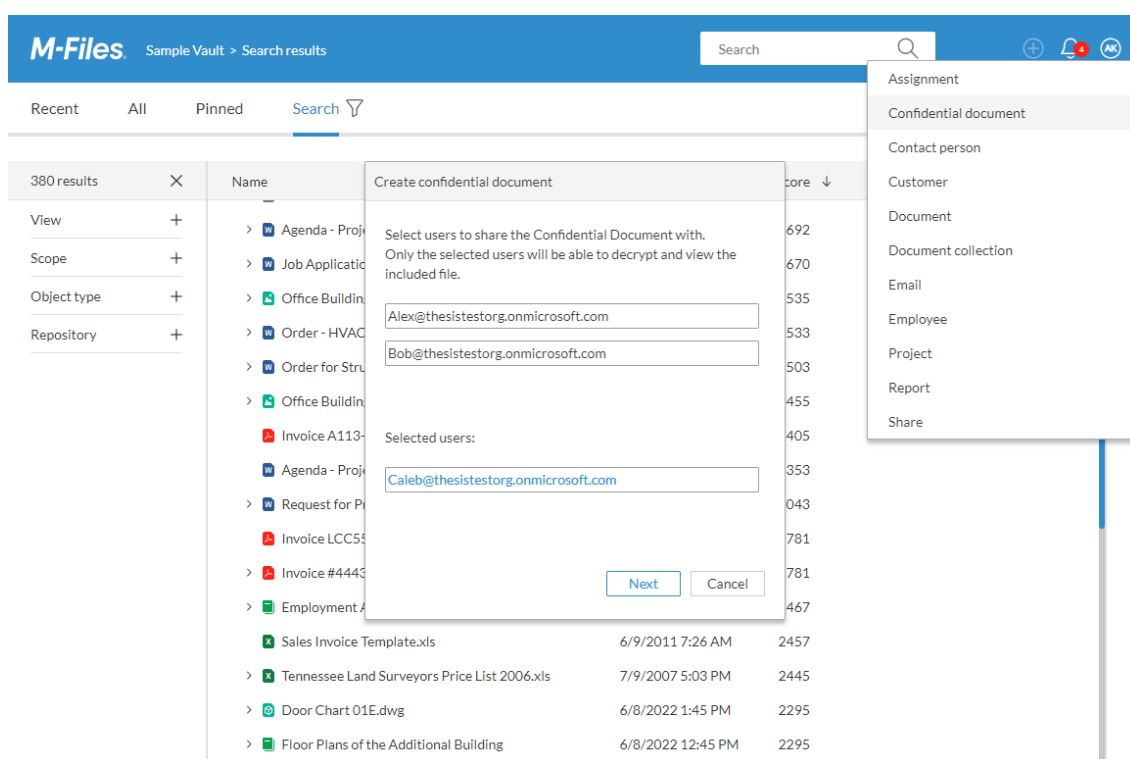 M-Files.
Sample Vault > Search results
Search
4
AK
Recent
All
Pinned
Search
Assignment
Confidential document
Contact person
Customer
Document
Document collection
Email
Employee
Project
Report
Share
380 results
View
Scope
Object type
Repository
Name
core
Agenda - Proj
692
Job Applicatio
670
Office Buildin
535
Order - HVAC
533
Order for Stru
503
Office Buildin
455
Invoice A113-
405
Agenda - Proj
353
Request for Pr
043
Invoice LCC55
781
Invoice #4443
781
Employment A
467
Sales Invoice Template.xls 6/9/2011 7:26 AM 2457
Tennessee Land Surveyors Price List 2006.xls 7/9/2007 5:03 PM 2445
Door Chart 01E.dwg 6/8/2022 1:45 PM 2295
Floor Plans of the Additional Building 6/8/2022 12:45 PM 2295
Create confidential document
Select users to share the Confidential Document with.
Only the selected users will be able to decrypt and view the
included file.
Alex@thesistestorg.onmicrosoft.com
Bob@thesistestorg.onmicrosoft.com
Selected users:
Caleb@thesistestorg.onmicrosoft.com
Next
Cancel